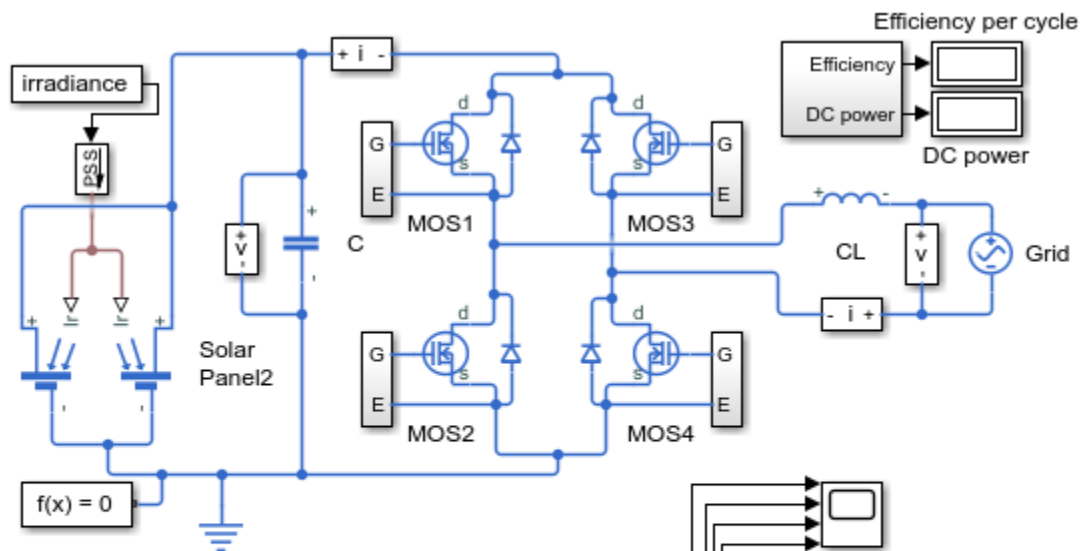 Efficiency per cycle
+ i -
irradiance
Efficiency
DC power
DC power
PSS
d
d
G
G
s
s
E
E
MOS1
MOS3
+
-
+
v
-
+
C
-
CL
+
v
-
Grid
- i +
Ir
Ir
+
+
d
d
G
G
Solar
Panel2
s
s
E
E
-
-
MOS2
MOS4
f(x) = 0